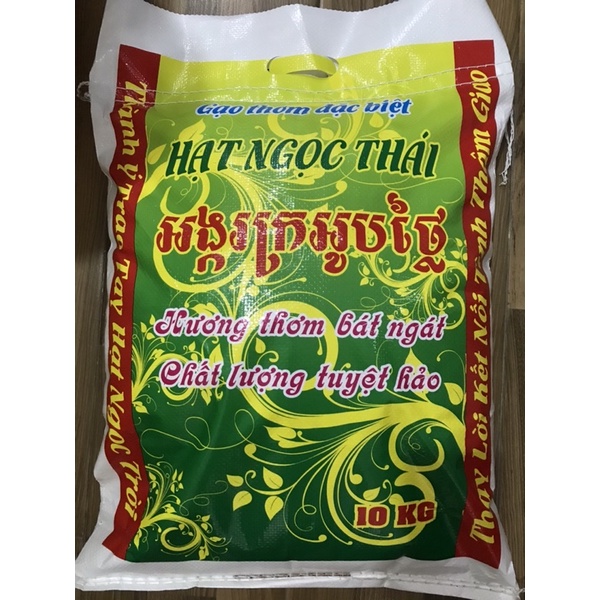 Gạo thơm đặc biệt
HẠT NGỌC THÁI
អង្ករក្រអូបថ្លៃ
Hương thơm bát ngát
Chất lượng tuyệt hảo
10 KG
Thành Ý Trao Tay Hạt Ngọc Trời
Thay Lời Kết Nối Tình Thâm Giao